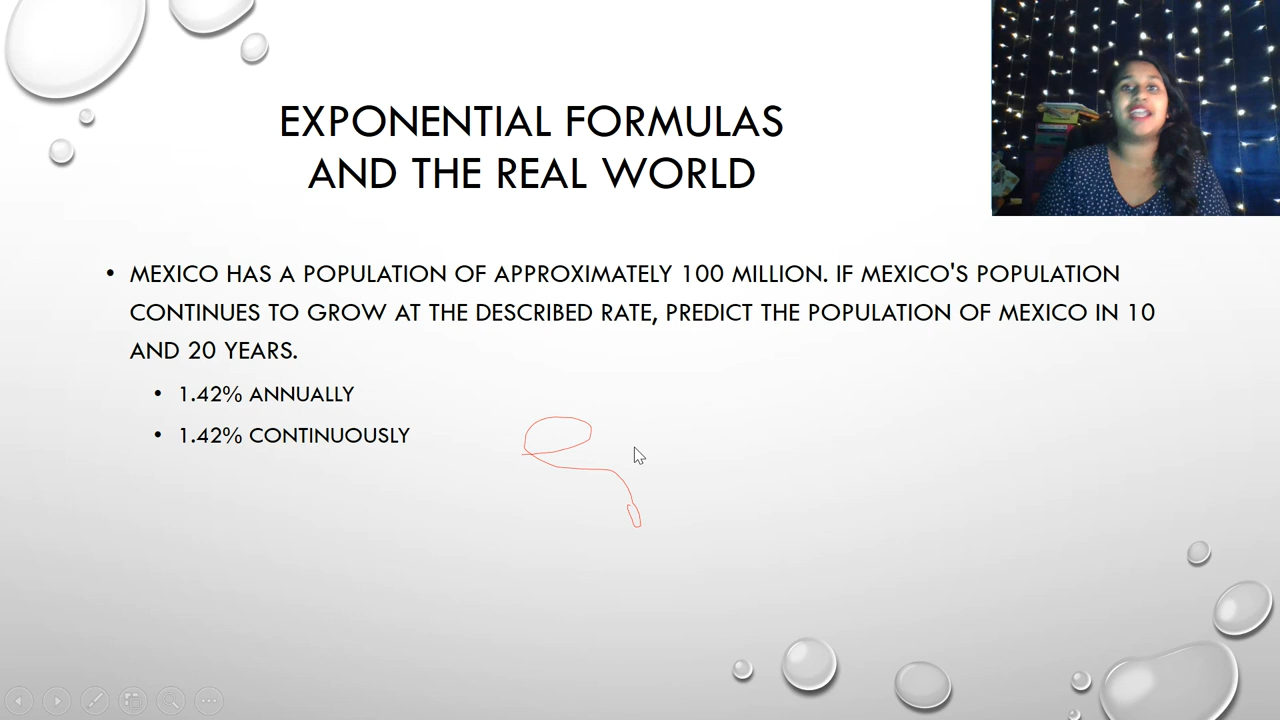 EXPONENTIAL FORMULAS
AND THE REAL WORLD
• MEXICO HAS A POPULATION OF APPROXIMATELY 100 MILLION. IF MEXICO'S POPULATION
CONTINUES TO GROW AT THE DESCRIBED RATE, PREDICT THE POPULATION OF MEXICO IN 10
AND 20 YEARS.
• 1.42% ANNUALLY
• 1.42% CONTINUOUSLY